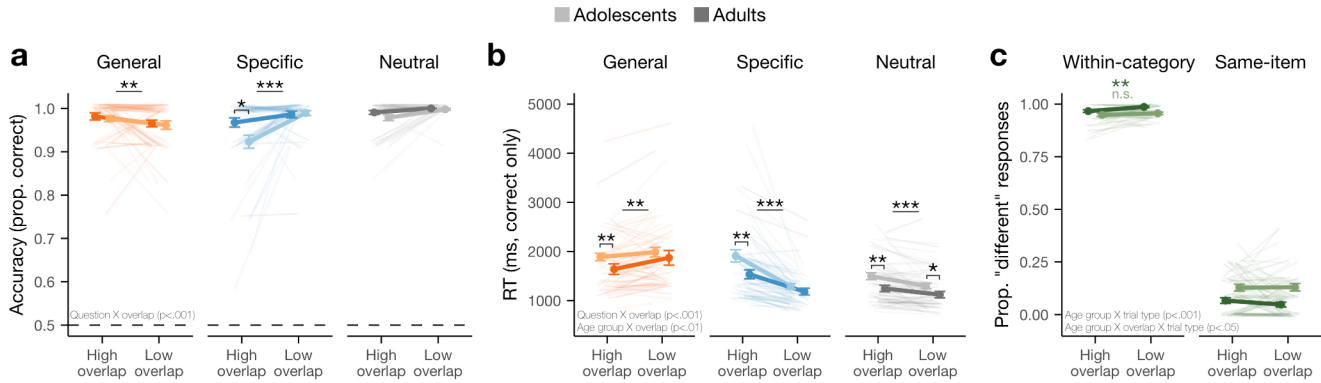 Adolescents Adults
a
General Specific Neutral
** * *** 
Accuracy (prop. correct)
1.0
0.9
0.8
0.7
0.6
0.5
Question X overlap (p<.001)
High overlap Low overlap High overlap Low overlap High overlap Low overlap
b
General Specific Neutral
** ** ** *** ** *** *
RT (ms, correct only)
5000
4000
3000
2000
1000
Question X overlap (p<.001)
Age group X overlap (p<.01)
High overlap Low overlap High overlap Low overlap High overlap Low overlap
c
Within-category Same-item
**
n.s.
Prop. "different" responses
1.00
0.75
0.50
0.25
0.00
Age group X trial type (p<.001)
Age group X overlap X trial type (p<.05)
High overlap Low overlap High overlap Low overlap